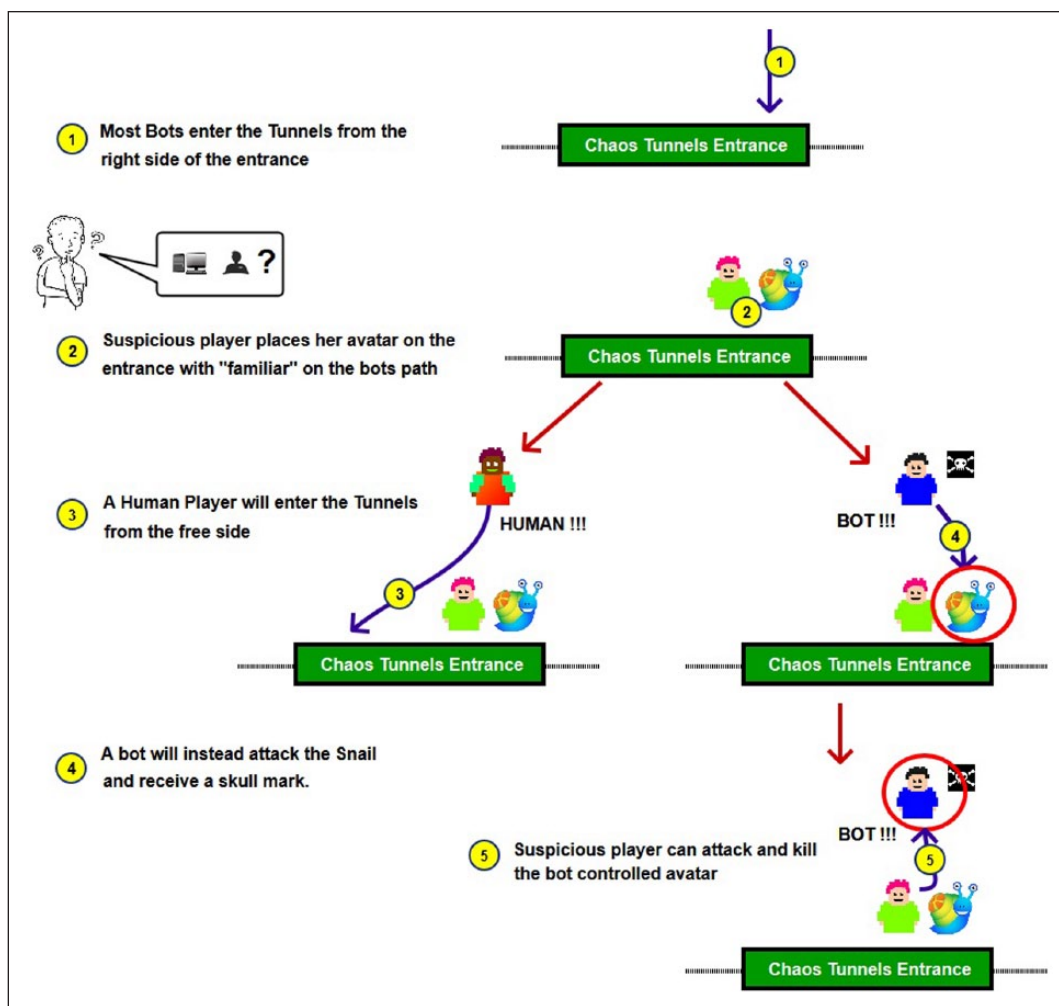 1
Chaos Tunnels Entrance
1
Most Bots enter the Tunnels from the
right side of the entrance
? ?
?
2
Chaos Tunnels Entrance
2
Suspicious player places her avatar on the
entrance with "familiar" on the bots path
3
A Human Player will enter the Tunnels
from the free side
HUMAN !!!
3
Chaos Tunnels Entrance
BOT !!!
4
Chaos Tunnels Entrance
4
A bot will instead attack the Snail
and receive a skull mark.
BOT !!!
5
5
Suspicious player can attack and kill
the bot controlled avatar
Chaos Tunnels Entrance